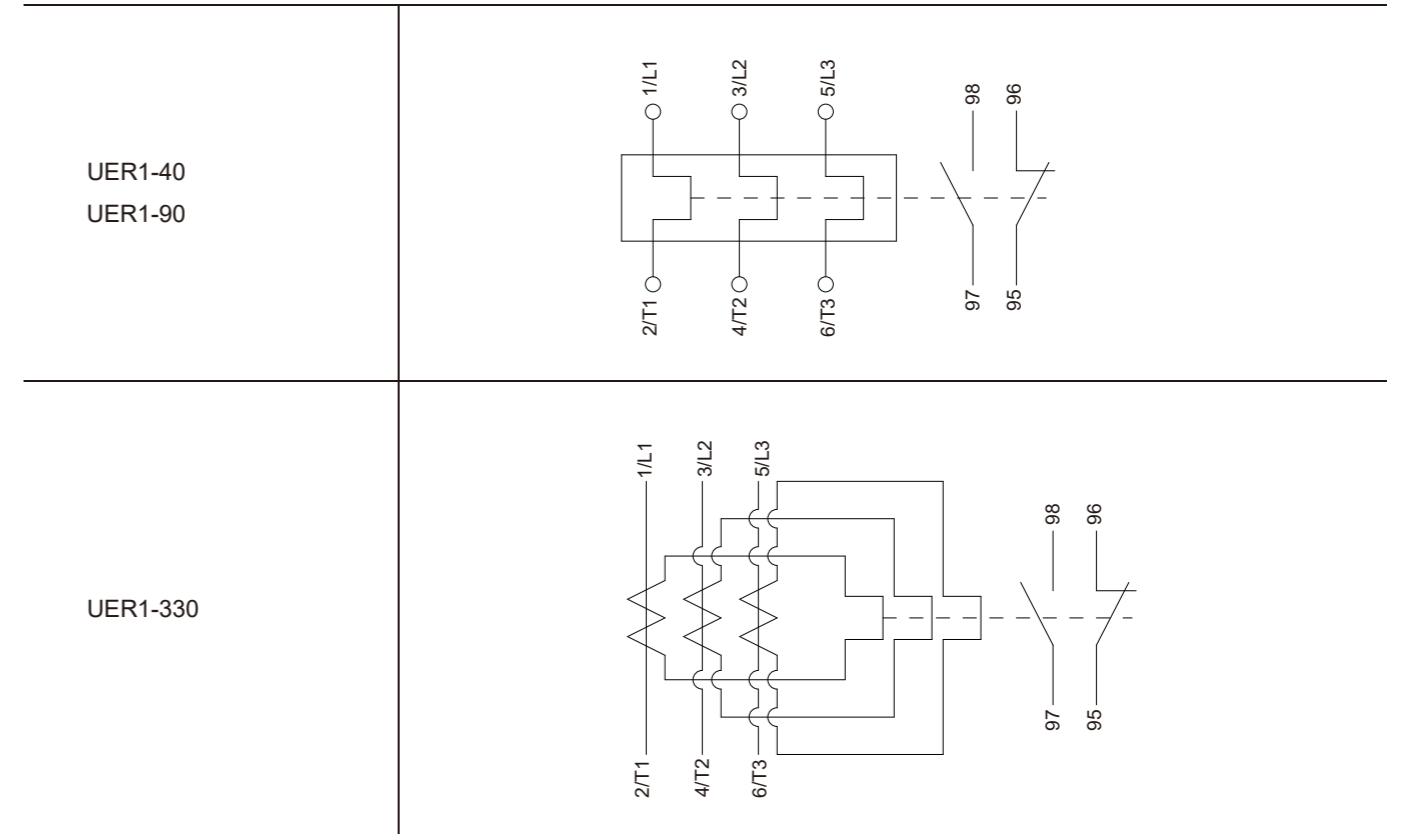 UER1-40
UER1-90
1/L1
3/L2
5/L3
98
96
2/T1
4/T2
6/T3
97
95
UER1-330
1/L1
3/L2
5/L3
98
96
2/T1
4/T2
6/T3
97
95